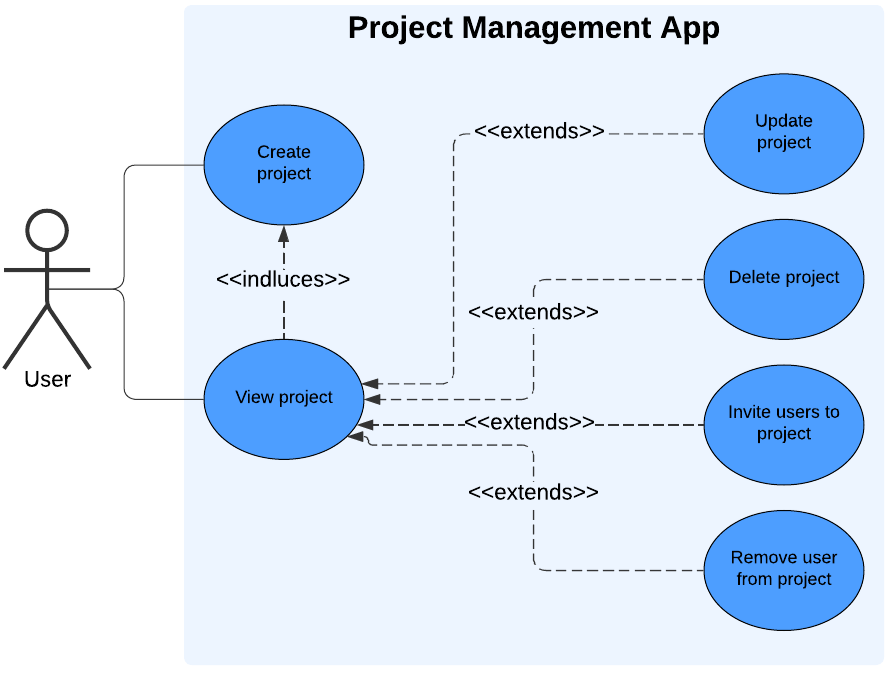 Project Management App
Create
project
<<indluces>>
View project
User
<<extends>>
<<extends>>
<<extends>>
<<extends>>
Update
project
Delete project
Invite users to
project
Remove user
from project